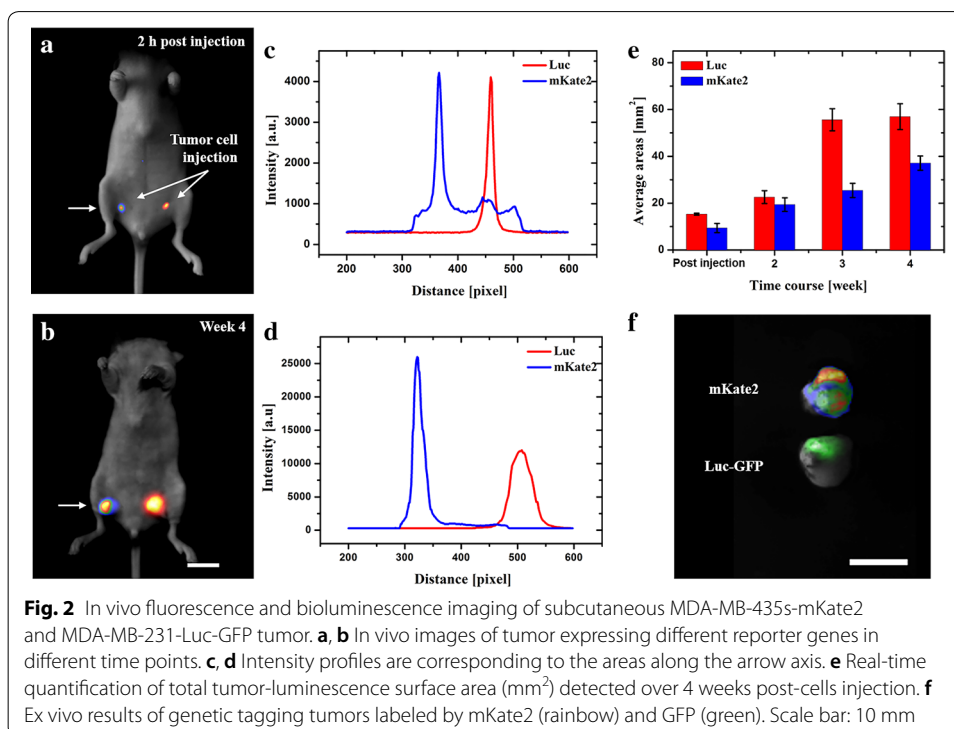 a
2 h post injection
Tumor cell
injection
b
Week 4
c
Luc
mKate2
Intensity [a.u.]
4000
3000
2000
1000
0
200 300 400 500 600
Distance [pixel]
d
Luc
mKate2
Intensity [a.u]
25000
20000
15000
10000
5000
0
200 300 400 500 600
Distance [pixel]
e
Luc
mKate2
Average areas [mm²]
80
60
40
20
0
Post injection 2 3 4
Time course [week]
f
mKate2
Luc-GFP
Fig. 2 In vivo fluorescence and bioluminescence imaging of subcutaneous MDA-MB-435s-mKate2
and MDA-MB-231-Luc-GFP tumor. a, b In vivo images of tumor expressing different reporter genes in
different time points. c, d Intensity profiles are corresponding to the areas along the arrow axis. e Real-time
quantification of total tumor-luminescence surface area (mm²) detected over 4 weeks post-cells injection. f
Ex vivo results of genetic tagging tumors labeled by mKate2 (rainbow) and GFP (green). Scale bar: 10 mm